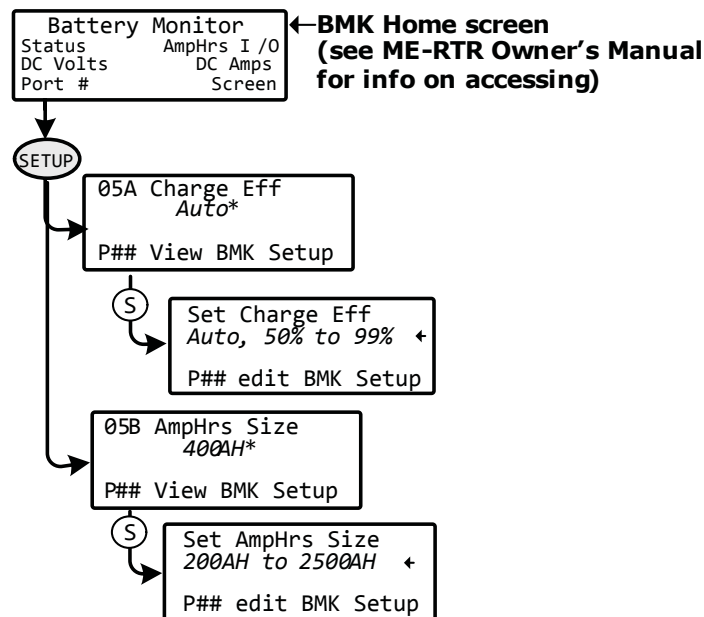 Battery Monitor
Status AmpHrs I /O
DC Volts DC Amps
Port # Screen
←BMK Home screen
(see ME-RTR Owner’s Manual
for info on accessing)
SETUP
05A Charge Eff
Auto*
P## View BMK Setup
S
Set Charge Eff
Auto, 50% to 99% ←
P## edit BMK Setup
05B AmpHrs Size
400AH*
P## View BMK Setup
S
Set AmpHrs Size
200AH to 2500AH ←
P## edit BMK Setup